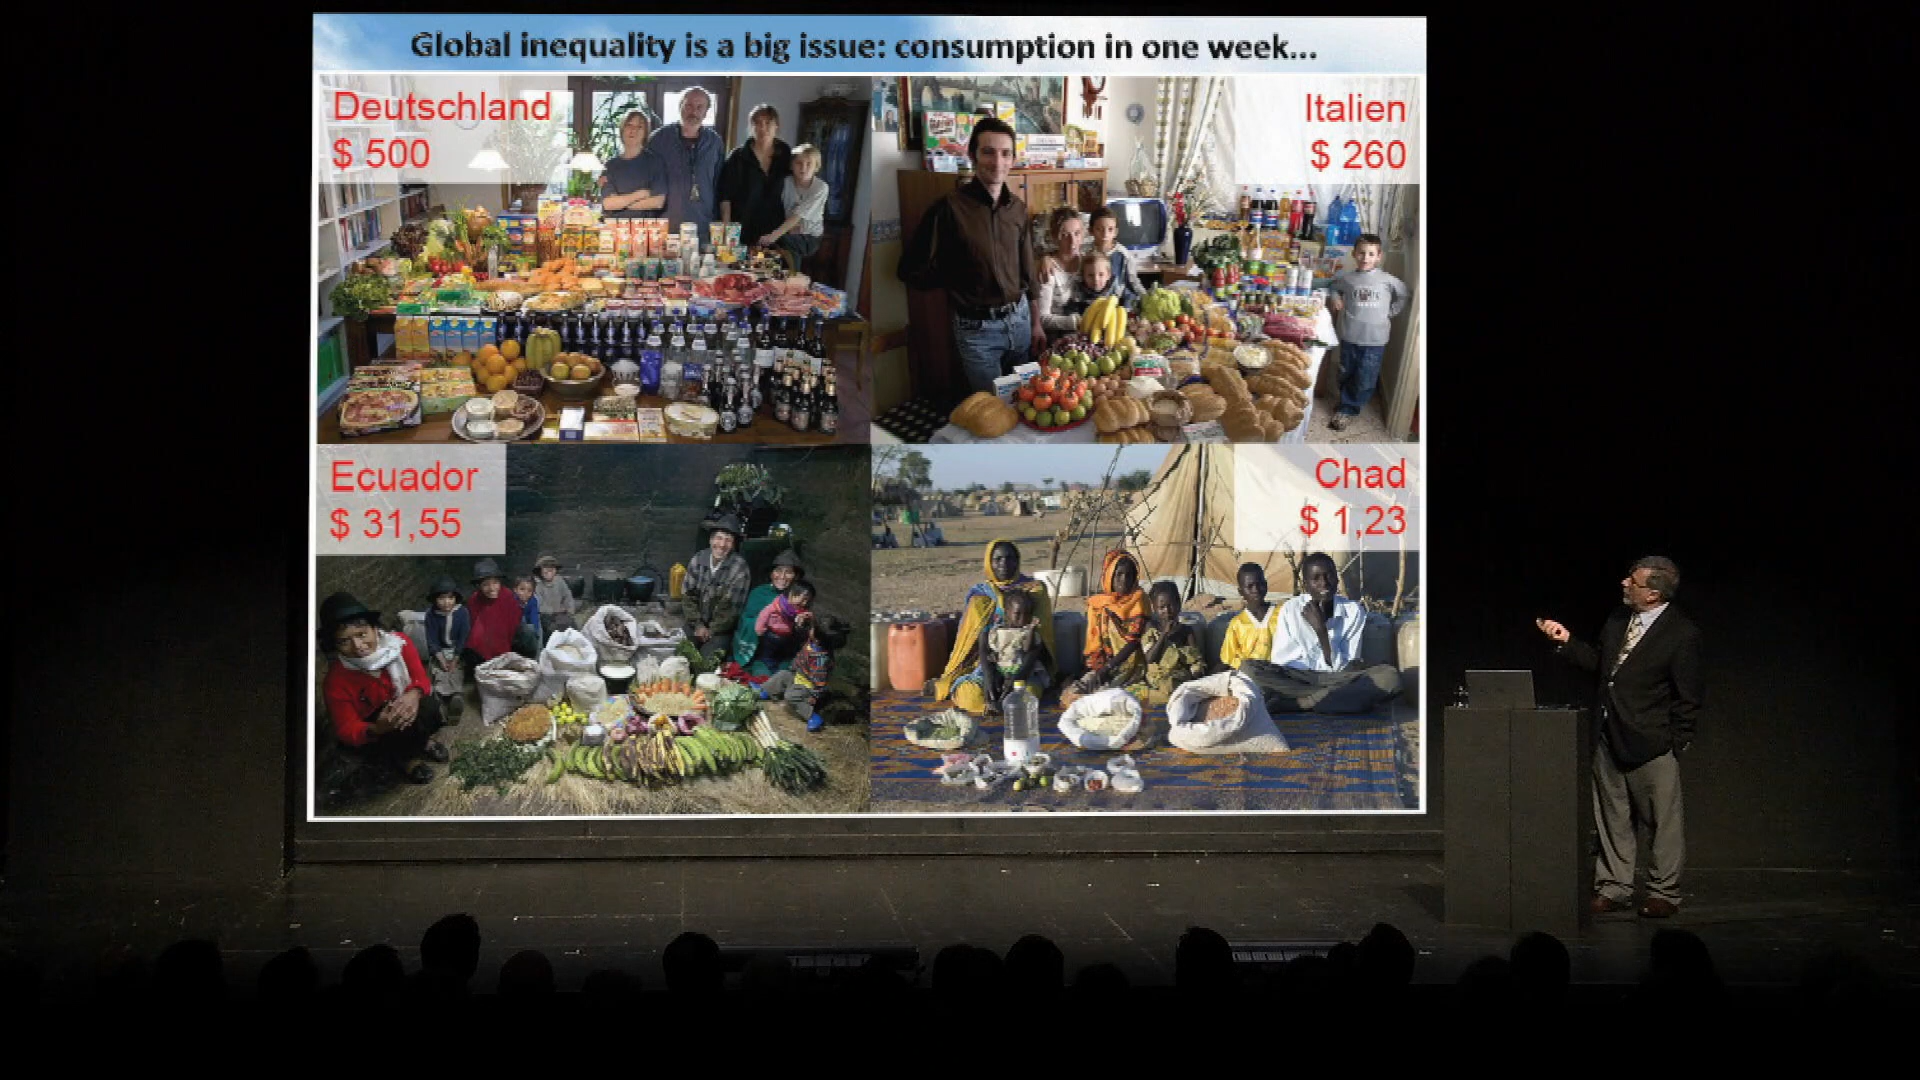 Global inequality is a big issue: consumption in one week...
Deutschland
$ 500
Italien
$ 260
Ecuador
$ 31,55
Chad
$ 1,23